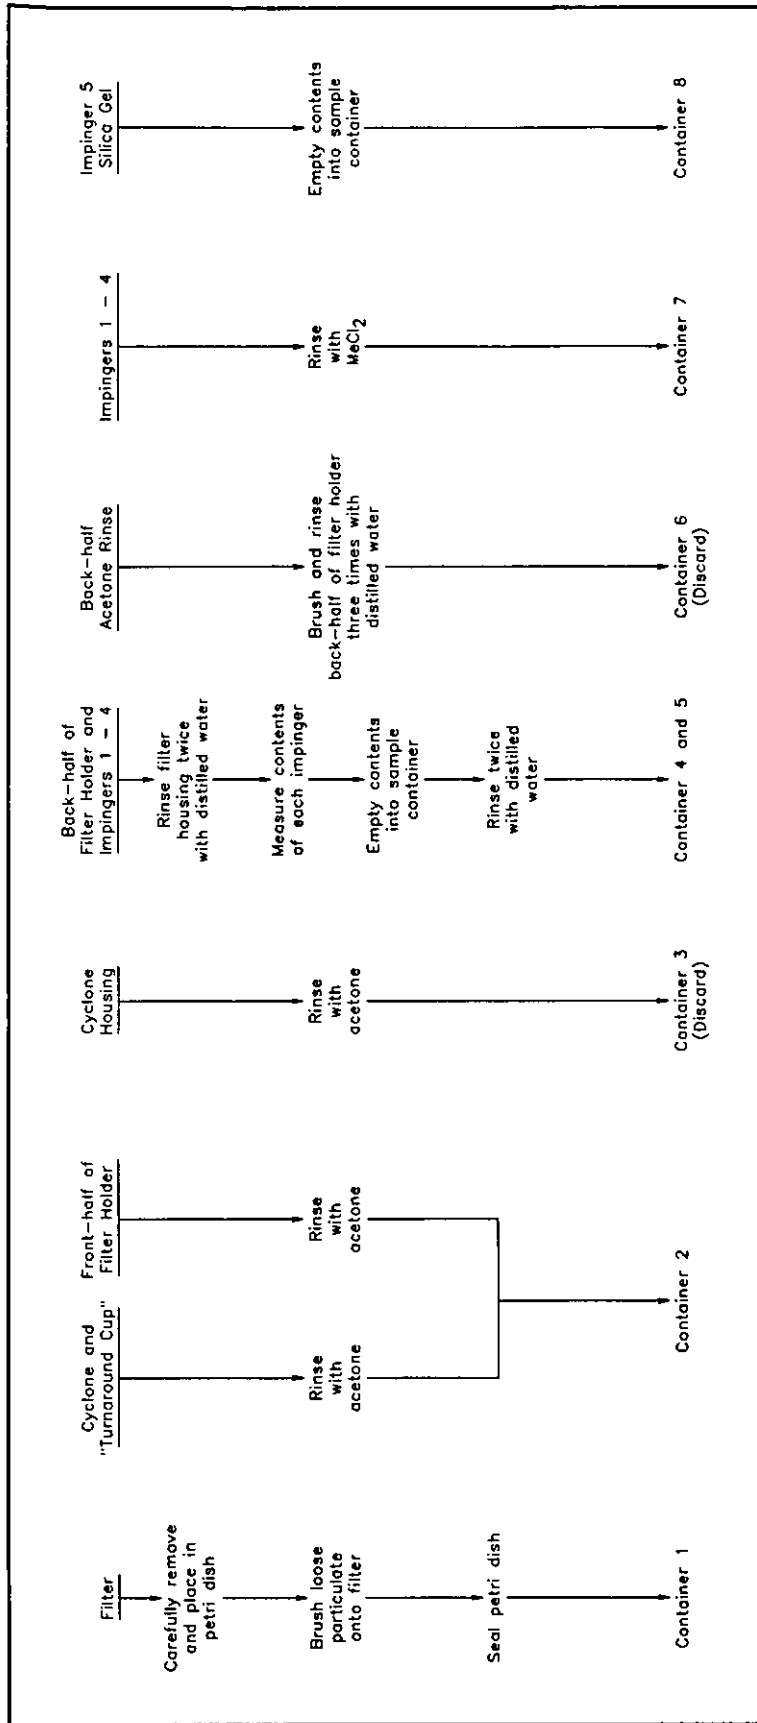 Filter
Carefully remove
and place in
petri dish
Brush loose
particulate
onto filter
Seal petri dish
Container 1
Cyclone and
"Turnaround Cup"
Rinse
with
acetone
Front-half of
Filter Holder
Rinse
with
acetone
Container 2
Cyclone
Housing
Rinse
with
acetone
Container 3
(Discard)
Back-half of
Filter Holder and
Impingers 1 - 4
Rinse filter
housing twice
with distilled water
Measure contents
of each impinger
Empty contents
into sample
container
Rinse twice
with distilled
water
Container 4 and 5
Back-half
Acetone Rinse
Brush and rinse
back-half of filter holder
three times with
distilled water
Container 6
(Discard)
Impingers 1 - 4
Rinse
with
MeCl₂
Container 7
Impinger 5
Silica Gel
Empty contents
into sample
container
Container 8